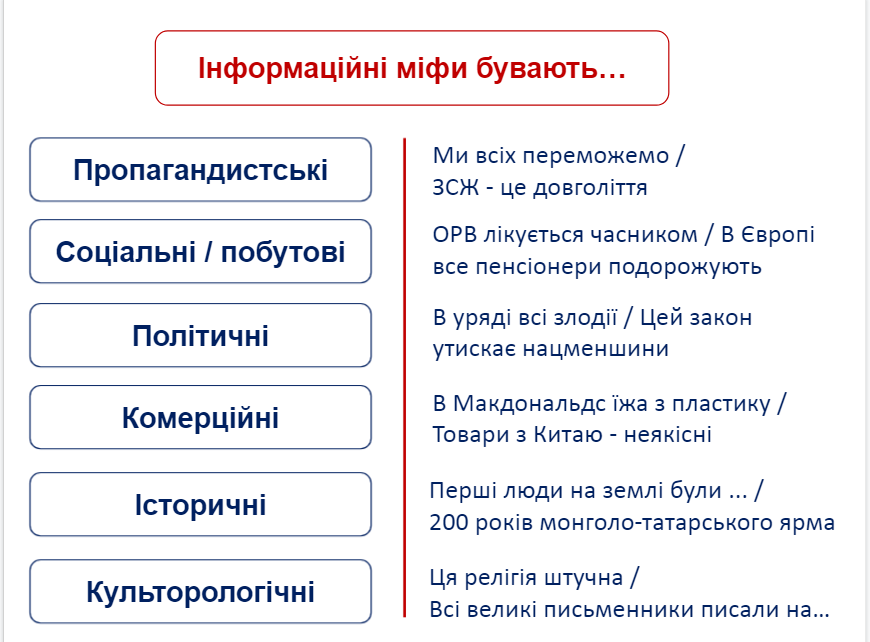 Інформаційні міфи бувають...
Пропагандистські
Ми всіх переможемо /
ЗСЖ - це довголіття
Соціальні / побутові
ОРВ лікується часником / В Європі
все пенсіонери подорожують
Політичні
В уряді всі злодії / Цей закон
утискає нацменшини
Комерційні
В Макдональдс їжа з пластику /
Товари з Китаю - неякісні
Історичні
Перші люди на землі були ... /
200 років монголо-татарського ярма
Культорологічні
Ця релігія штучна /
Всі великі письменники писали на...